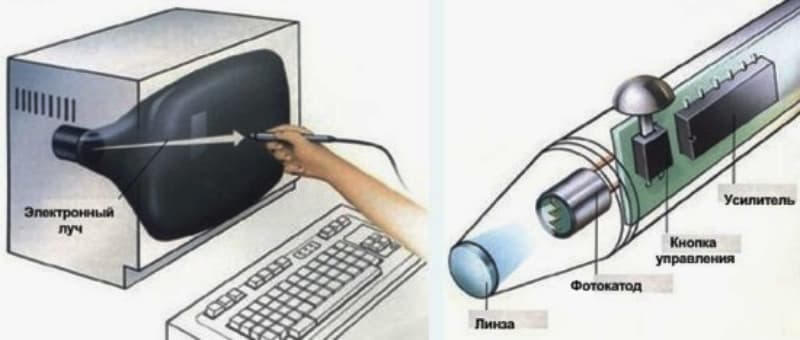 Электронный
луч
Усилитель
Кнопка
управления
Фотокатод
Линза